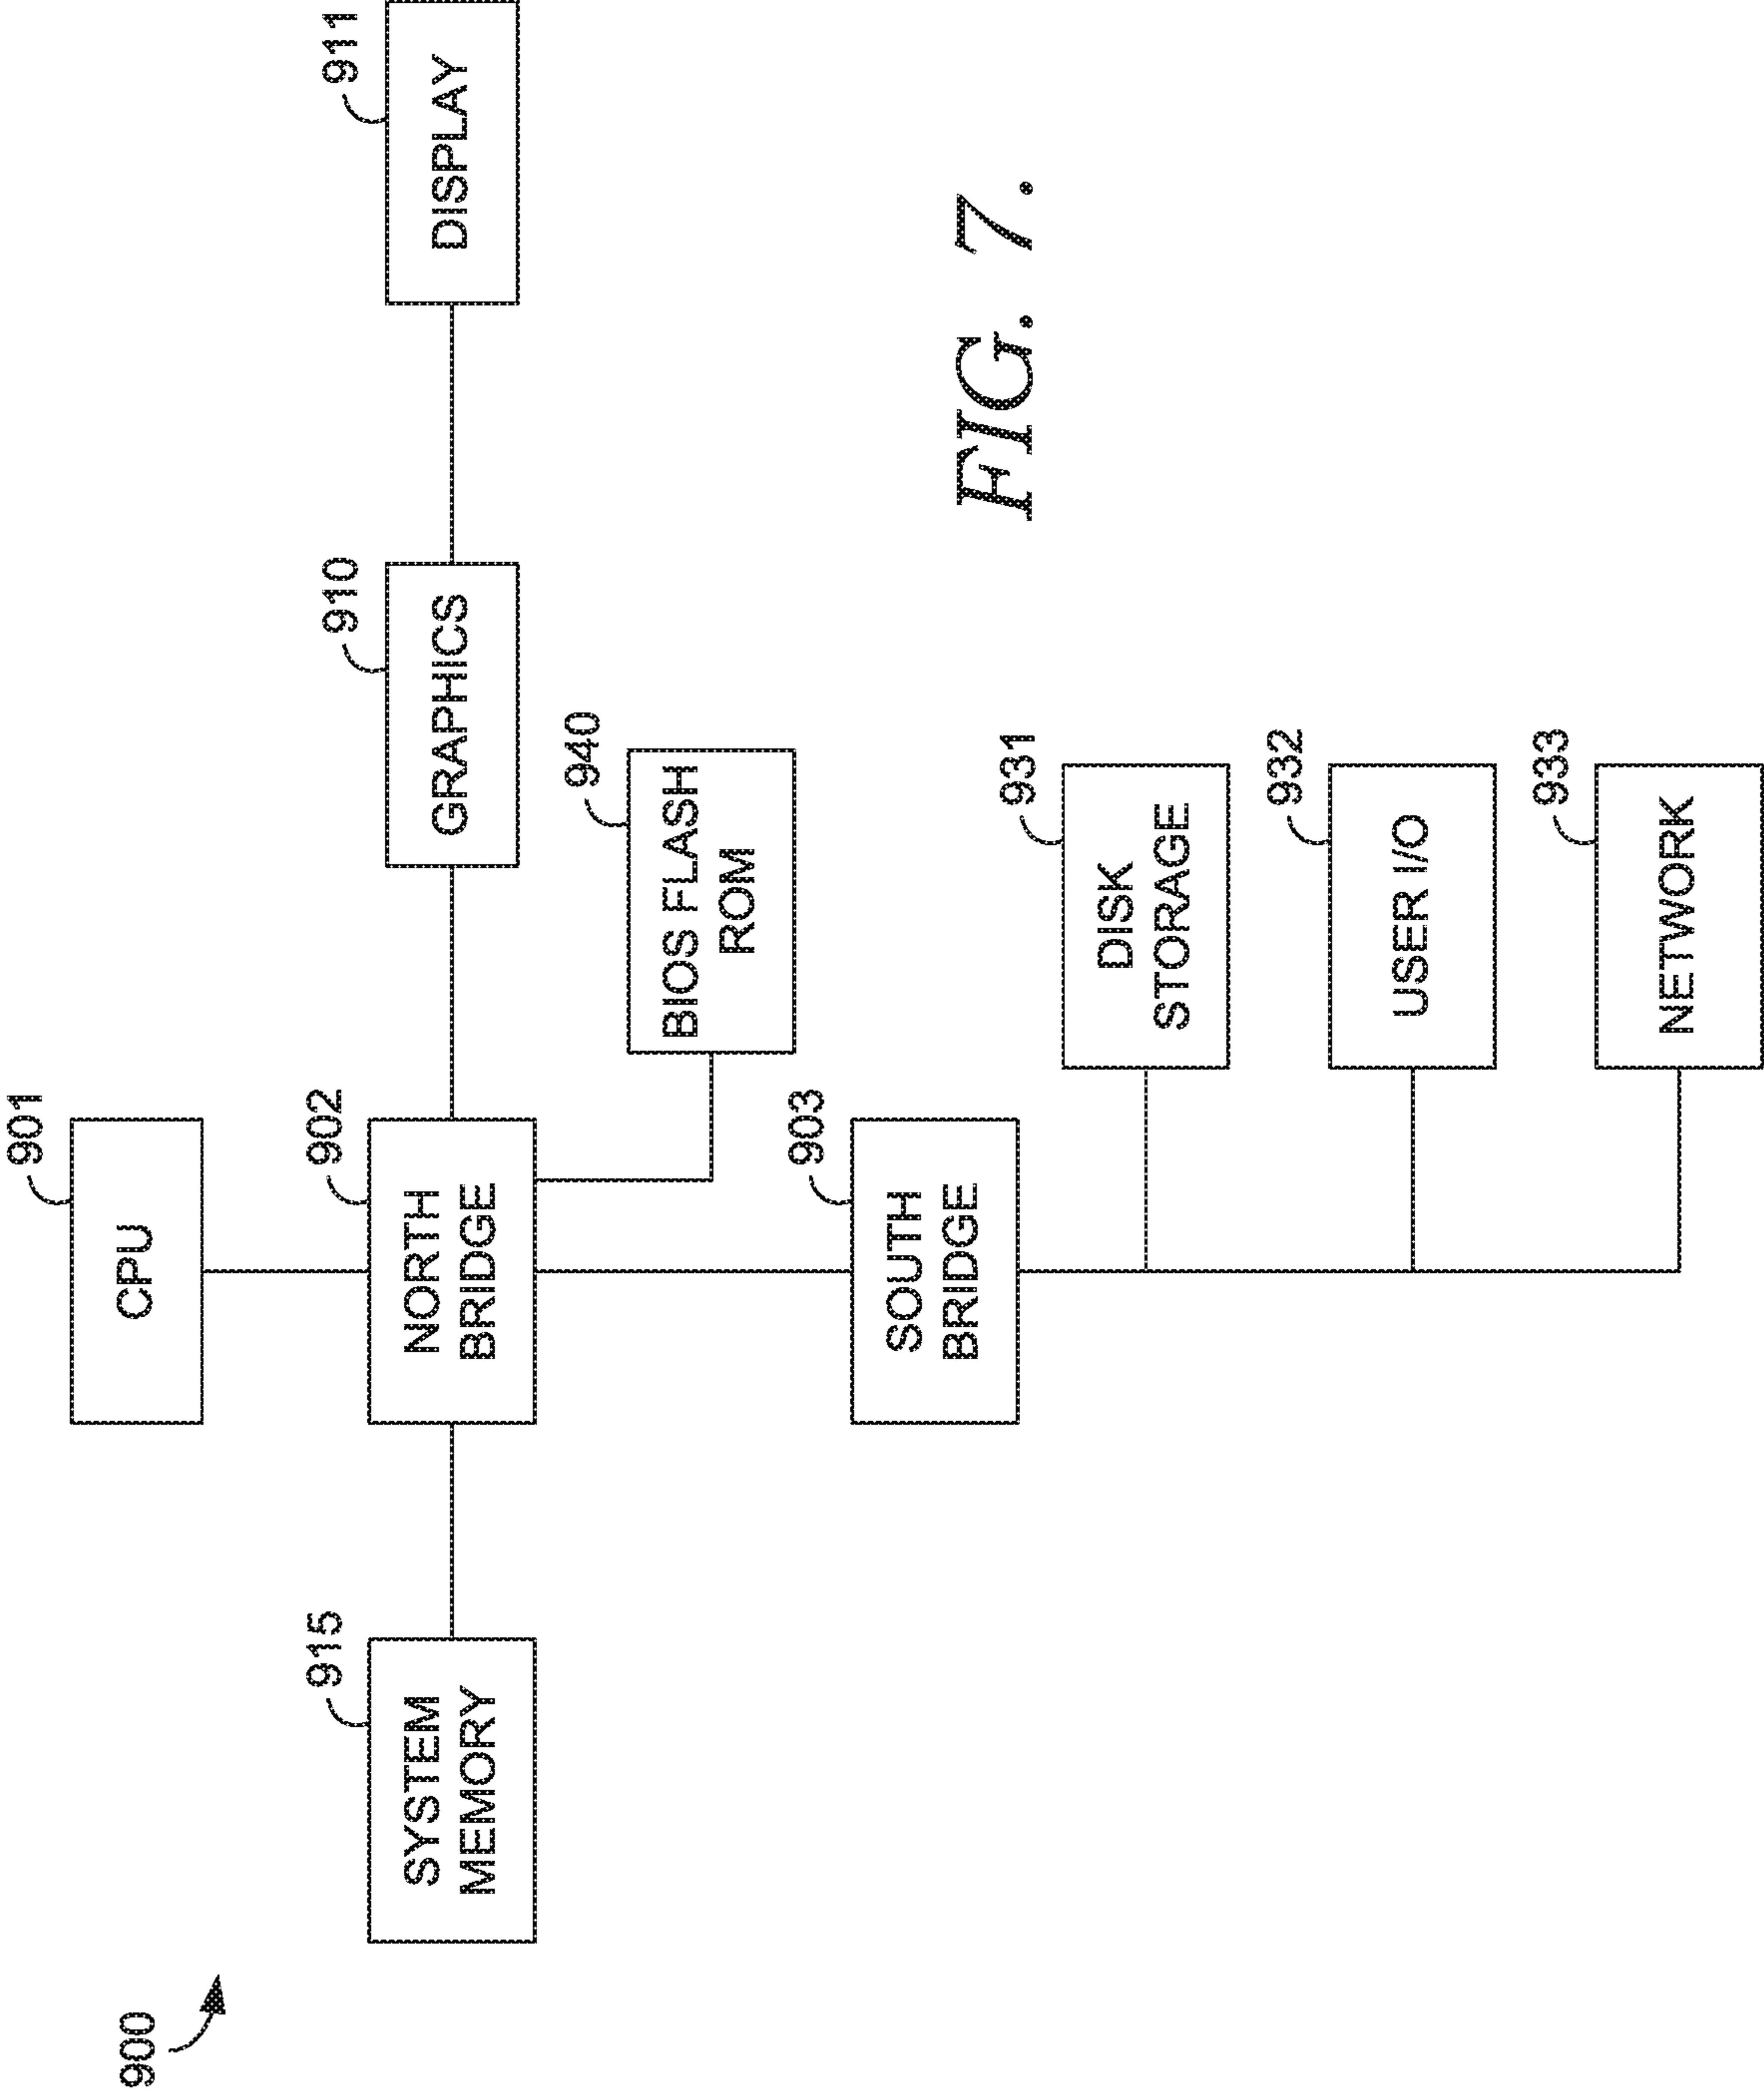 900
901
CPU
915
SYSTEM
MEMORY
902
NORTH
BRIDGE
910
GRAPHICS
911
DISPLAY
940
BIOS FLASH
ROM
903
SOUTH
BRIDGE
931
DISK
STORAGE
932
USER I/O
933
NETWORK
FIG. 7.